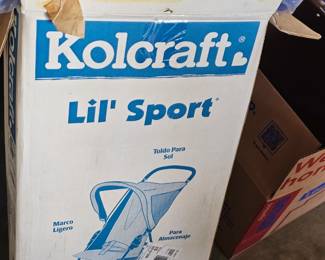 Kolcraft®
Lil' Sport
Toldo Para
Sol
Marco
Ligero
Para
Almacenaje